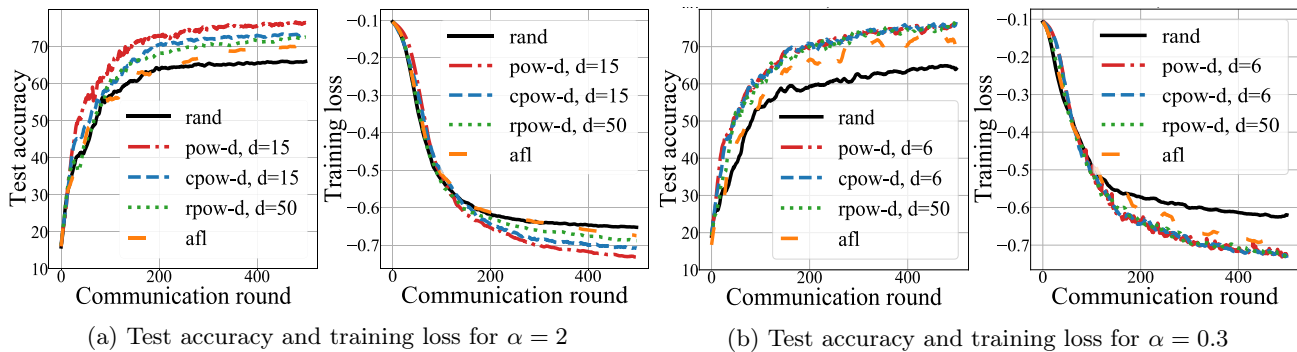 Test accuracy
70
60
50
40
30
20
10
0
200
400
Communication round
rand
pow-d, d=15
cpow-d, d=15
rpow-d, d=50
afl
Training loss
−0.1
−0.2
−0.3
−0.4
−0.5
−0.6
−0.7
0
200
400
Communication round
rand
pow-d, d=15
cpow-d, d=15
rpow-d, d=50
afl
(a) Test accuracy and training loss for α = 2
Test accuracy
70
60
50
40
30
20
10
0
200
400
Communication round
rand
pow-d, d=6
cpow-d, d=6
rpow-d, d=50
afl
Training loss
−0.1
−0.2
−0.3
−0.4
−0.5
−0.6
−0.7
0
200
400
Communication round
rand
pow-d, d=6
cpow-d, d=6
rpow-d, d=50
afl
(b) Test accuracy and training loss for α = 0.3